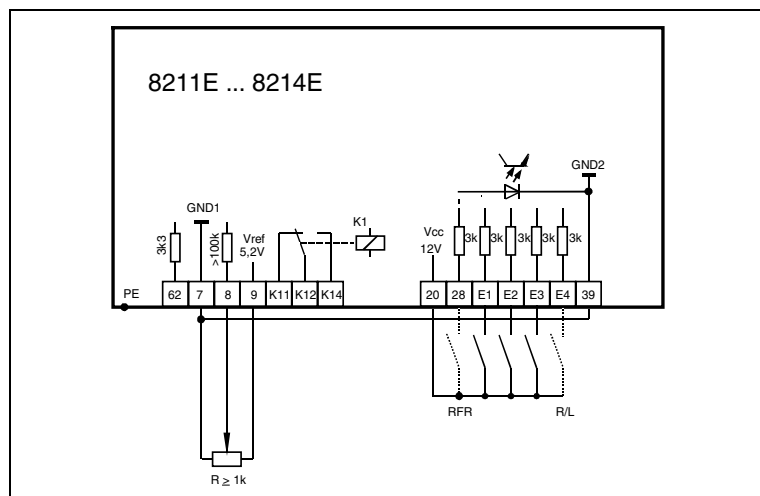 8211E ... 8214E
GND2
GND1
K1
3k3
>100k
Vref
5,2V
Vcc
12V
3k
3k
3k
3k
3k
PE
62
7
8
9
K11
K12
K14
20
28
E1
E2
E3
E4
39
RFR
R/L
R ≥ 1k